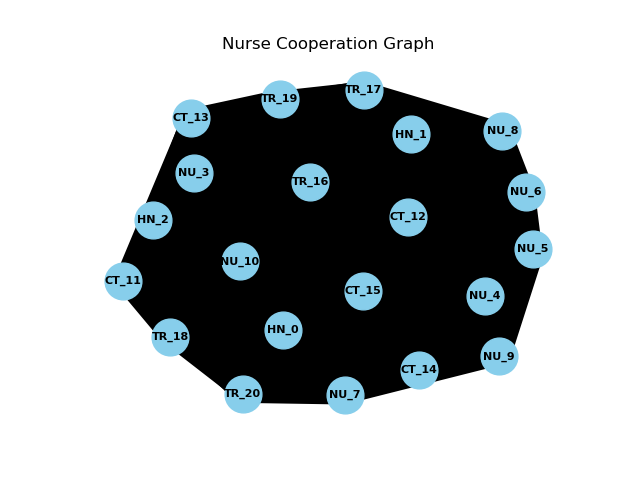 Nurse Cooperation Graph
TR_17
TR_19
CT_13
NU_8
HN_1
NU_3
TR_16
NU_6
CT_12
HN_2
NU_5
NU_10
CT_11
CT_15
NU_4
HN_0
TR_18
NU_9
CT_14
TR_20
NU_7